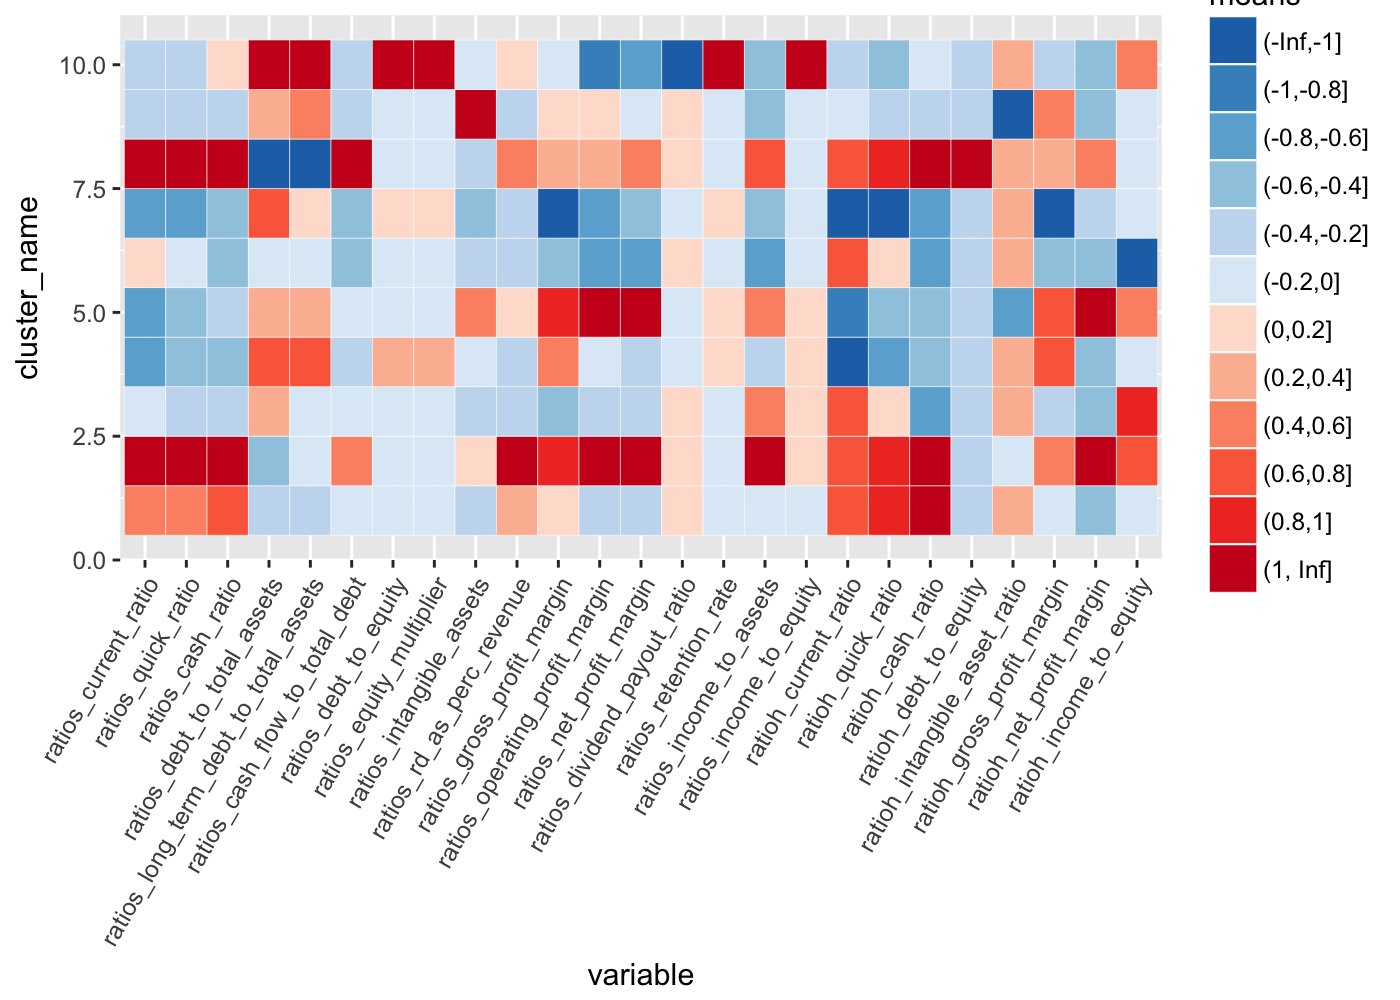 means
10.0
7.5
5.0
2.5
0.0
cluster_name
ratios_current_ratio
ratios_quick_ratio
ratios_cash_ratio
ratios_debt_to_total_assets
ratios_long_term_debt_to_total_assets
ratios_cash_flow_to_total_debt
ratios_debt_to_equity
ratios_equity_multiplier
ratios_intangible_assets
ratios_rd_as_perc_revenue
ratios_gross_profit_margin
ratios_operating_profit_margin
ratios_net_profit_margin
ratios_dividend_payout_ratio
ratios_retention_rate
ratios_income_to_assets
ratios_income_to_equity
ratioh_current_ratio
ratioh_quick_ratio
ratioh_cash_ratio
ratioh_debt_to_equity
ratioh_intangible_asset_ratio
ratioh_gross_profit_margin
ratioh_net_profit_margin
ratioh_income_to_equity
variable
(-Inf,-1]
(-1,-0.8]
(-0.8,-0.6]
(-0.6,-0.4]
(-0.4,-0.2]
(-0.2,0]
(0,0.2]
(0.2,0.4]
(0.4,0.6]
(0.6,0.8]
(0.8,1]
(1, Inf]